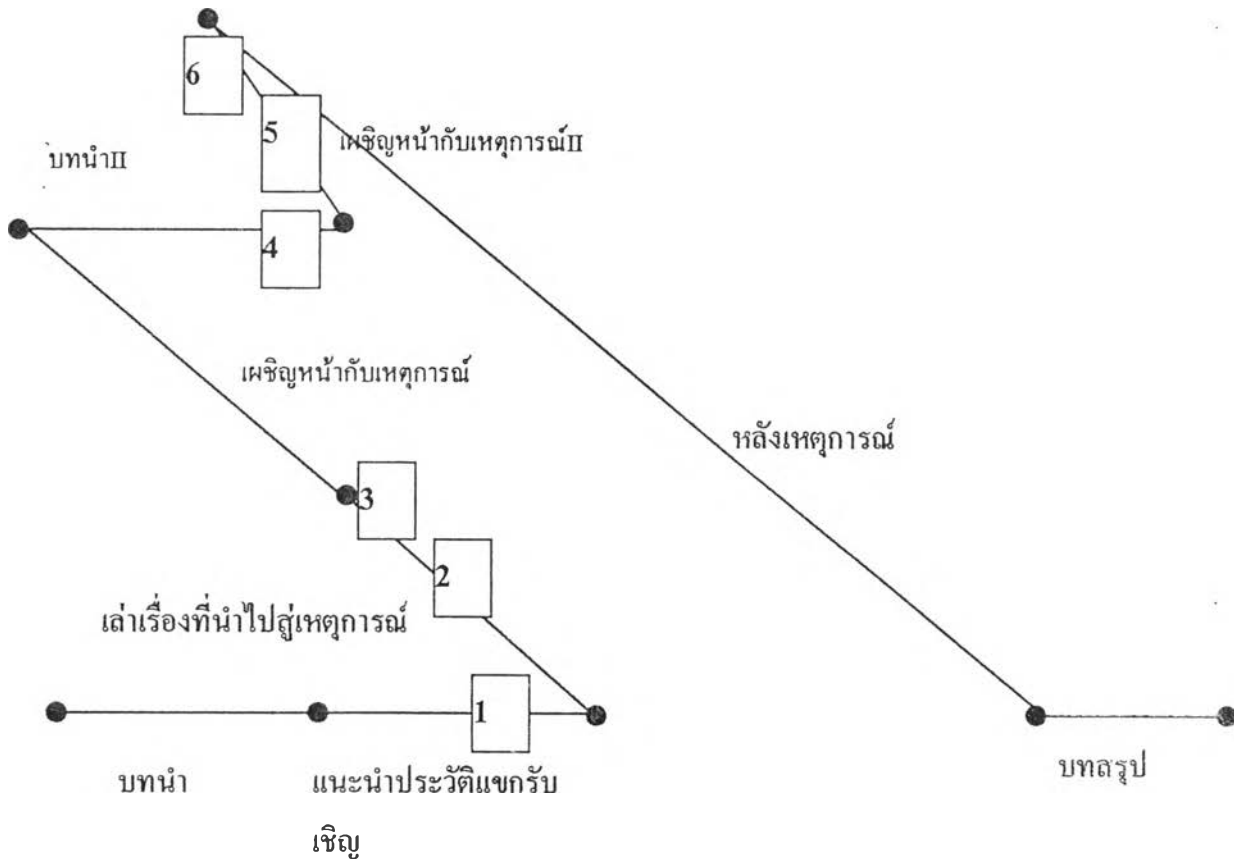 6
5
เผชิญหน้ากับเหตุการณ์II
บทนำII
4
เผชิญหน้ากับเหตุการณ์
หลังเหตุการณ์
3
2
เล่าเรื่องที่นำไปสู่เหตุการณ์
1
บทนำ
แนะนำประวัติแขกรับ
เชิญ
บทสรุป